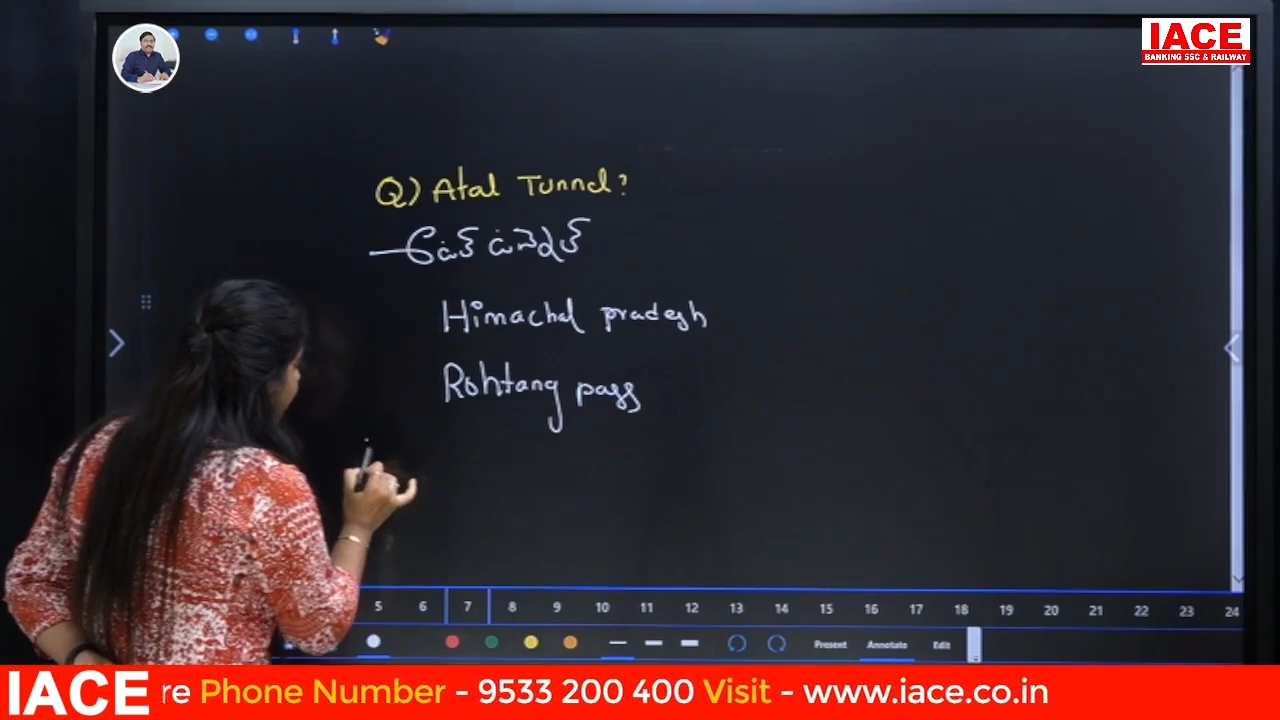 IACE
BANKING SSC & RAILWAY
Q) Atal Tunnel?
Himachal pradesh
Rohtang pass
5 6 7 8 9 10 11 12 13 14 15 16 17 18 19 20 21 22 23 24
Present Annotate Edit
IACE re Phone Number - 9533 200 400 Visit - www.iace.co.in